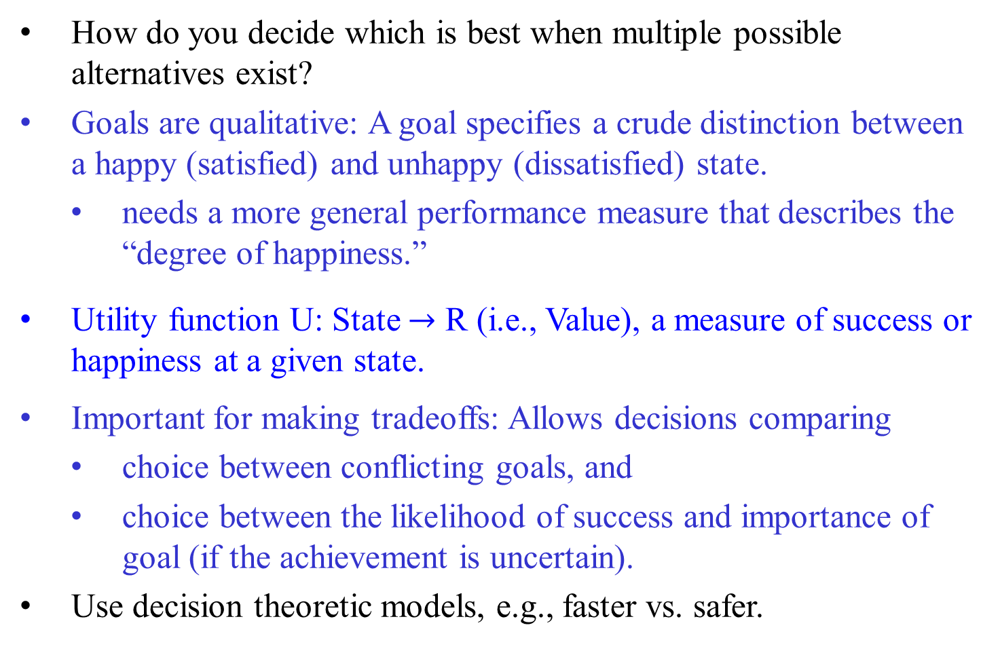 • How do you decide which is best when multiple possible
alternatives exist?
• Goals are qualitative: A goal specifies a crude distinction between
a happy (satisfied) and unhappy (dissatisfied) state.
• needs a more general performance measure that describes the
“degree of happiness.”
• Utility function U: State → R (i.e., Value), a measure of success or
happiness at a given state.
• Important for making tradeoffs: Allows decisions comparing
• choice between conflicting goals, and
• choice between the likelihood of success and importance of
goal (if the achievement is uncertain).
• Use decision theoretic models, e.g., faster vs. safer.